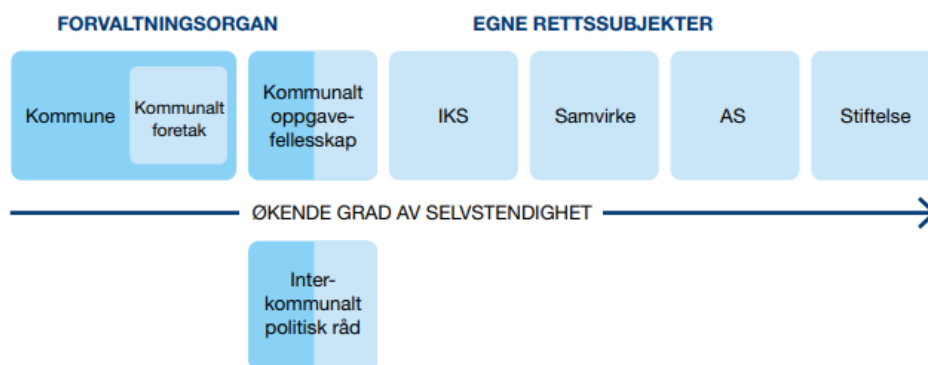 FORVALTNINGSORGAN
EGNE RETTSSUBJEKTER
Kommune
Kommunalt
foretak
Kommunalt
oppgave-
fellesskap
IKS
Samvirke
AS
Stiftelse
ØKENDE GRAD AV SELVSTENDIGHET
Inter-
kommunalt
politisk råd